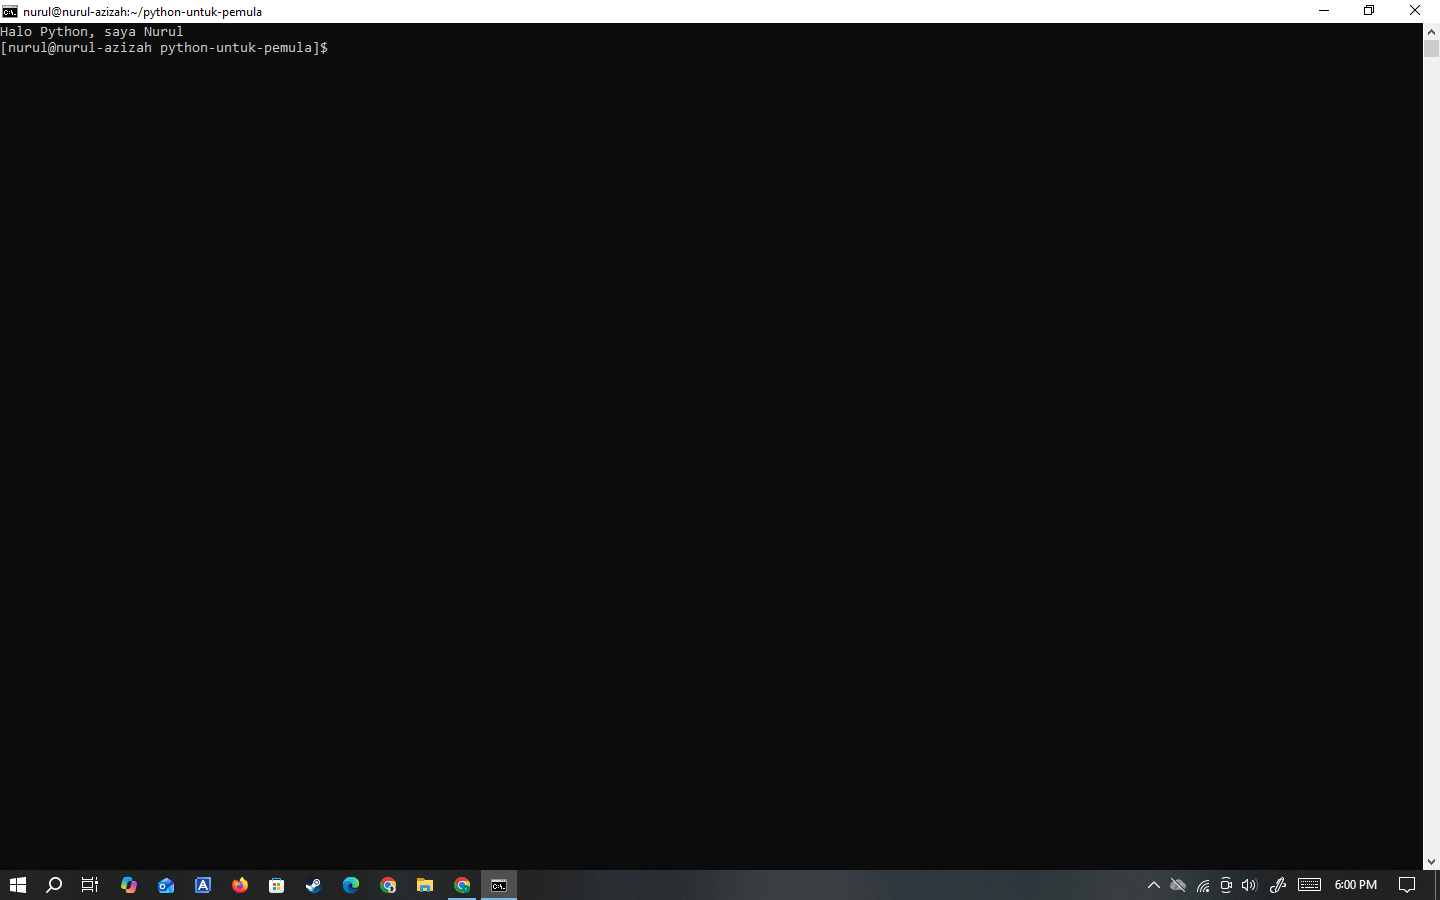 nurul@nurul-azizah:~/python-untuk-pemula
Halo Python, saya Nurul
[nurul@nurul-azizah python-untuk-pemula]$
6:00 PM